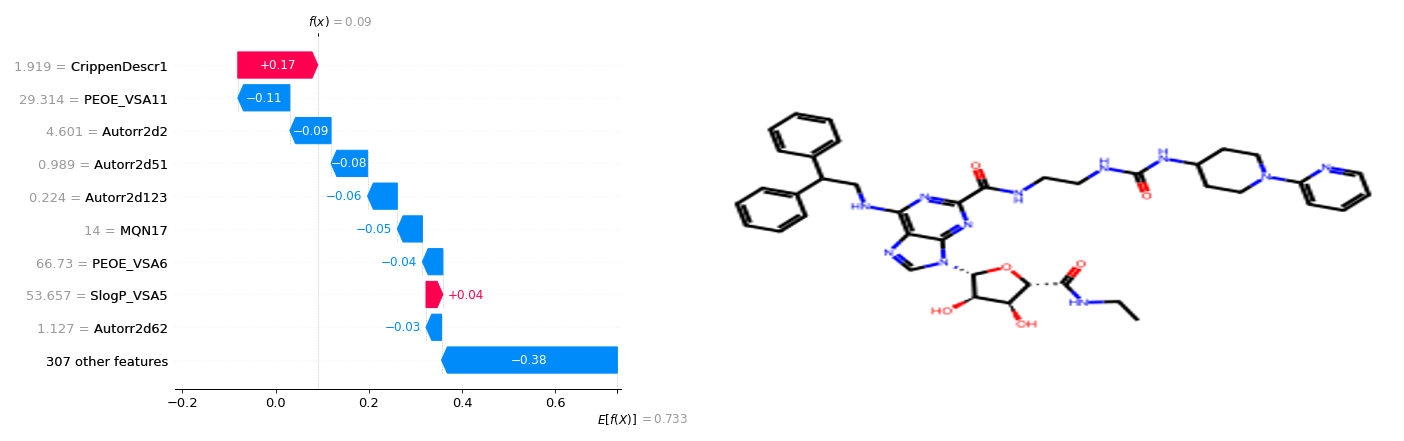 f(x) = 0.09
1.919 = CrippenDescr1
+0.17
29.314 = PEOE_VSA11
−0.11
4.601 = Autorr2d2
−0.09
0.989 = Autorr2d51
−0.08
0.224 = Autorr2d123
−0.06
14 = MQN17
−0.05
66.73 = PEOE_VSA6
−0.04
53.657 = SlogP_VSA5
+0.04
1.127 = Autorr2d62
−0.03
307 other features
−0.38
−0.2 0.0 0.2 0.4 0.6
E[f(X)] = 0.733
O
H
N
H
N
N
N
H
O
N
HN
N
N
N
N
O
O
HO
OH
HN